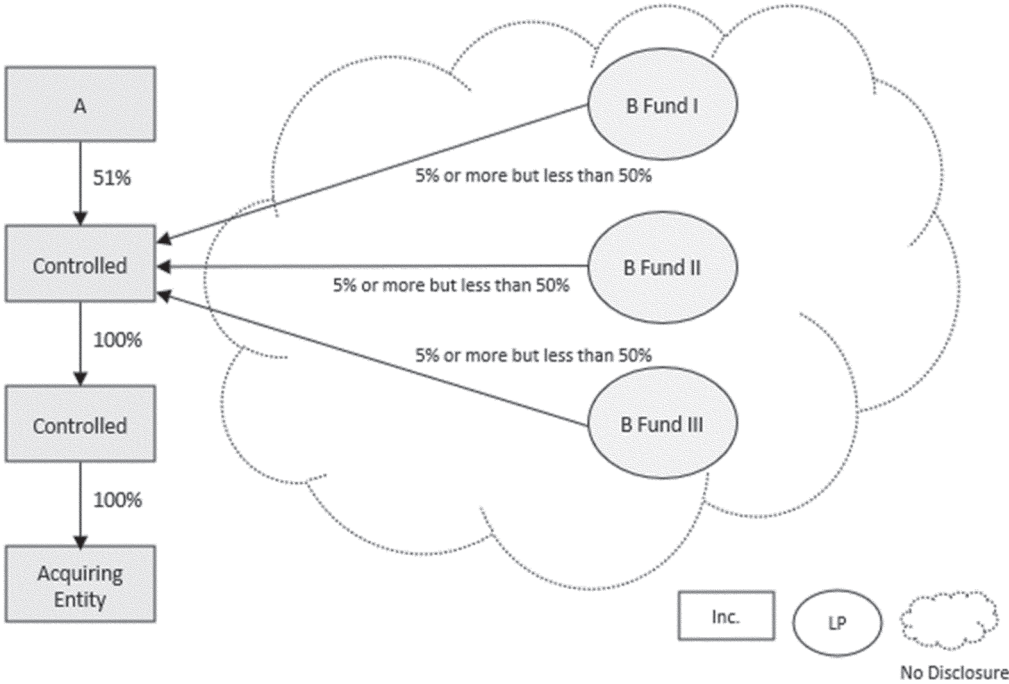 A
51%
Controlled
100%
Controlled
100%
Acquiring
Entity
B Fund I
5% or more but less than 50%
B Fund II
5% or more but less than 50%
5% or more but less than 50%
B Fund III
Inc.
LP
No Disclosure